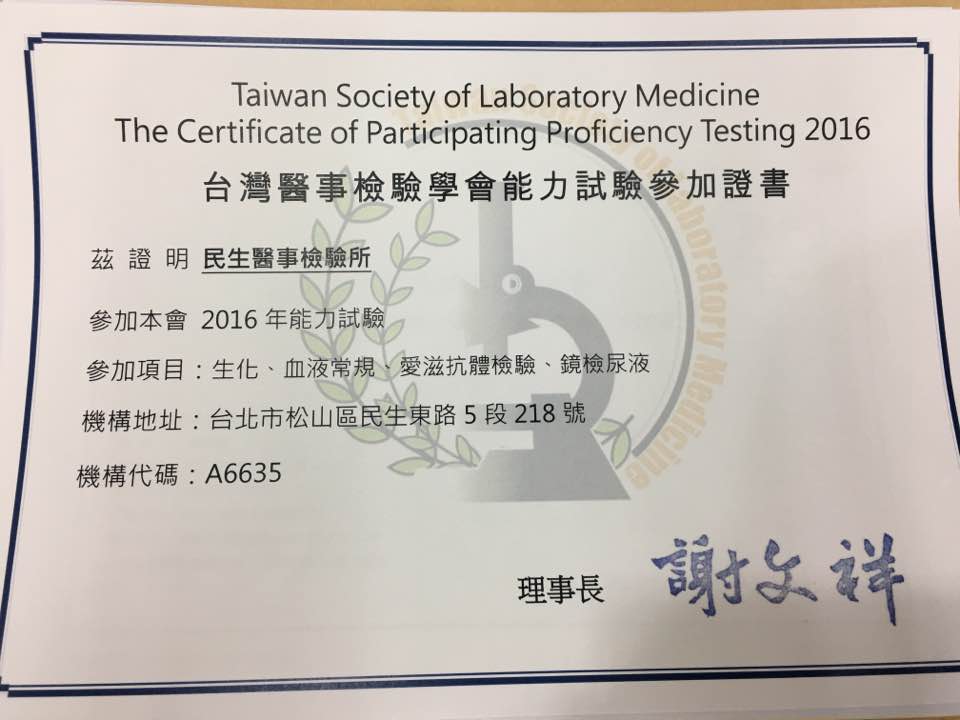 Taiwan Society of Laboratory Medicine
The Certificate of Participating Proficiency Testing 2016
台灣醫事檢驗學會能力試驗參加證書
茲證明 民生醫事檢驗所
參加本會 2016 年能力試驗
參加項目：生化、血液常規、愛滋抗體檢驗、鏡檢尿液
機構地址：台北市松山區民生東路 5 段 218 號
機構代碼：A6635
理事長 謝文祥
Taiwan Society of Laboratory Medicine